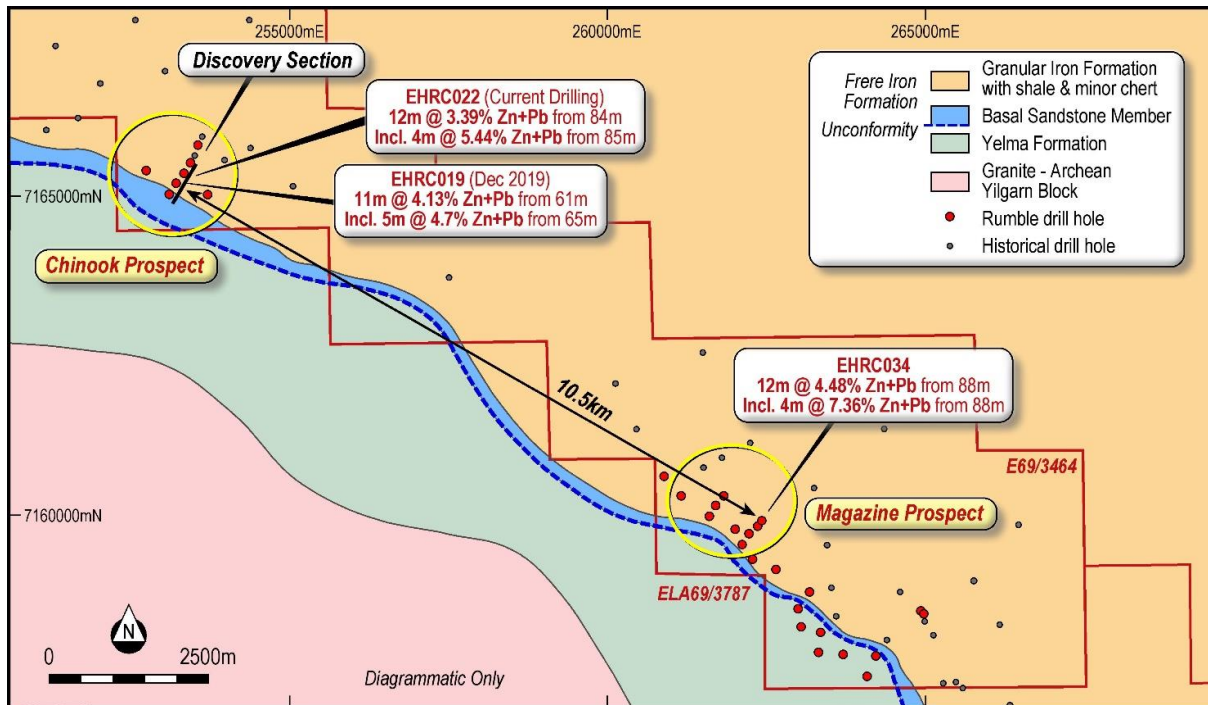 255000mE
260000mE
265000mE
Discovery Section
EHRC022 (Current Drilling)
12m @ 3.39% Zn+Pb from 84m
Incl. 4m @ 5.44% Zn+Pb from 85m
EHRC019 (Dec 2019)
11m @ 4.13% Zn+Pb from 61m
Incl. 5m @ 4.7% Zn+Pb from 65m
7165000mN
Chinook Prospect
Frere Iron
Formation
Unconformity
Granular Iron Formation
with shale & minor chert
Basal Sandstone Member
Yelma Formation
Granite - Archean
Yilgarn Block
Rumble drill hole
Historical drill hole
10.5km
EHRC034
12m @ 4.48% Zn+Pb from 88m
Incl. 4m @ 7.36% Zn+Pb from 88m
E69/3464
7160000mN
Magazine Prospect
ELA69/3787
N
0
2500m
Diagrammatic Only